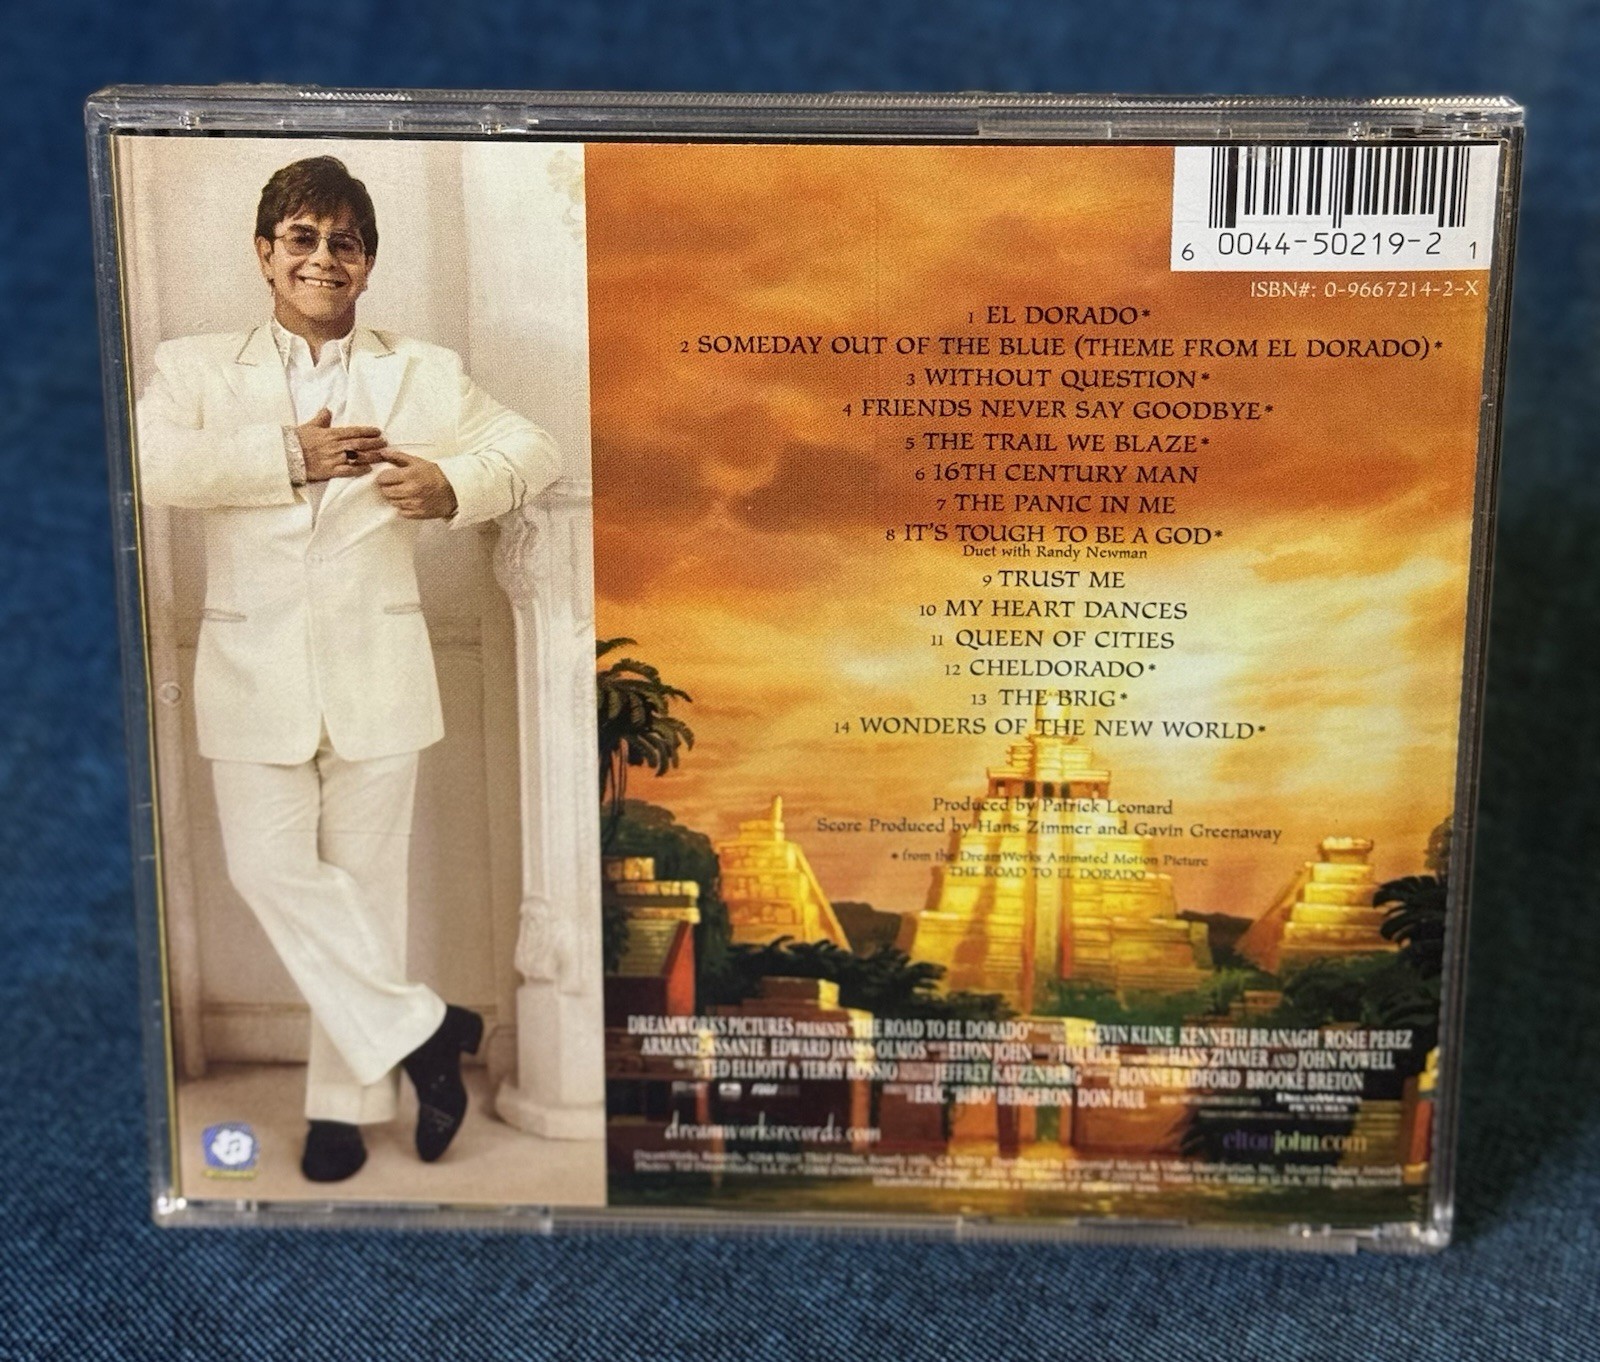 6 0044-50219-2 1
ISBN#: 0-9667214-2-X
1 EL DORADO*
2 SOMEDAY OUT OF THE BLUE (THEME FROM EL DORADO)*
3 WITHOUT QUESTION*
4 FRIENDS NEVER SAY GOODBYE*
5 THE TRAIL WE BLAZE*
6 16TH CENTURY MAN
7 THE PANIC IN ME
8 IT'S TOUGH TO BE A GOD*
Duet with Randy Newman
9 TRUST ME
10 MY HEART DANCES
11 QUEEN OF CITIES
12 CHELDORADO*
13 THE BRIG*
14 WONDERS OF THE NEW WORLD*
Produced by Patrick Leonard
Score Produced by Hans Zimmer and Gavin Greenaway
* from the DreamWorks Animated Motion Picture
THE ROAD TO EL DORADO
DREAMWORKS PICTURES PRESENTS "THE ROAD TO EL DORADO" KEVIN KLINE KENNETH BRANAGH ROSIE PEREZ
ARMAND ASSANTE EDWARD JAMES OLMOS ELTON JOHN TIM RICE HANS ZIMMER AND JOHN POWELL
TED ELLIOTT & TERRY ROSSIO JEFFREY KATZENBERG BONNE RADFORD BROOKE BRETON
ERIC "BIBO" BERGERON DON PAUL DREAMWORKS
PICTURES
dreamworksrecords.com
eltonjohn.com